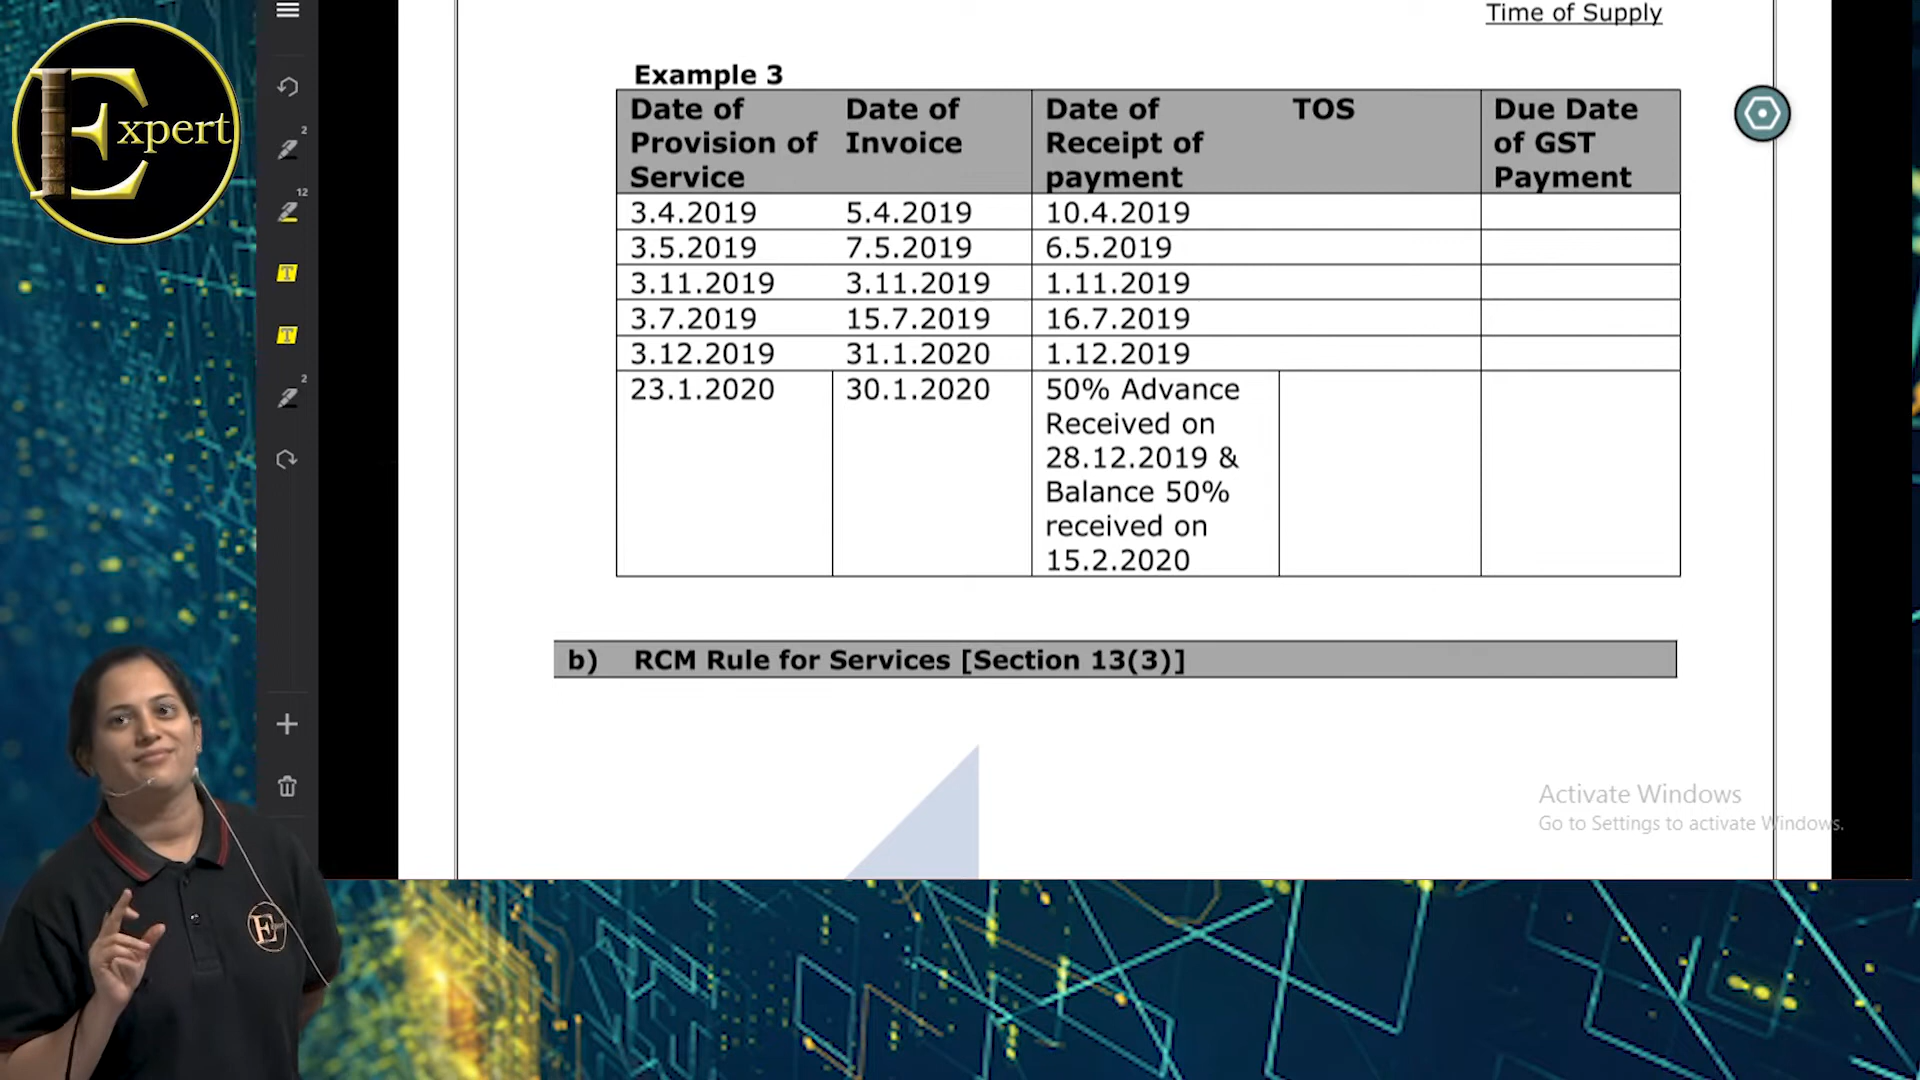 Expert
Time of Supply
Example 3
Date of Provision of Service Date of Invoice Date of Receipt of payment TOS Due Date of GST Payment
3.4.2019 5.4.2019 10.4.2019
3.5.2019 7.5.2019 6.5.2019
3.11.2019 3.11.2019 1.11.2019
3.7.2019 15.7.2019 16.7.2019
3.12.2019 31.1.2020 1.12.2019
23.1.2020 30.1.2020 50% Advance
Received on
28.12.2019 &
Balance 50%
received on
15.2.2020
b) RCM Rule for Services [Section 13(3)]
Activate Windows
Go to Settings to activate Windows.
2
12
T
T
2
E